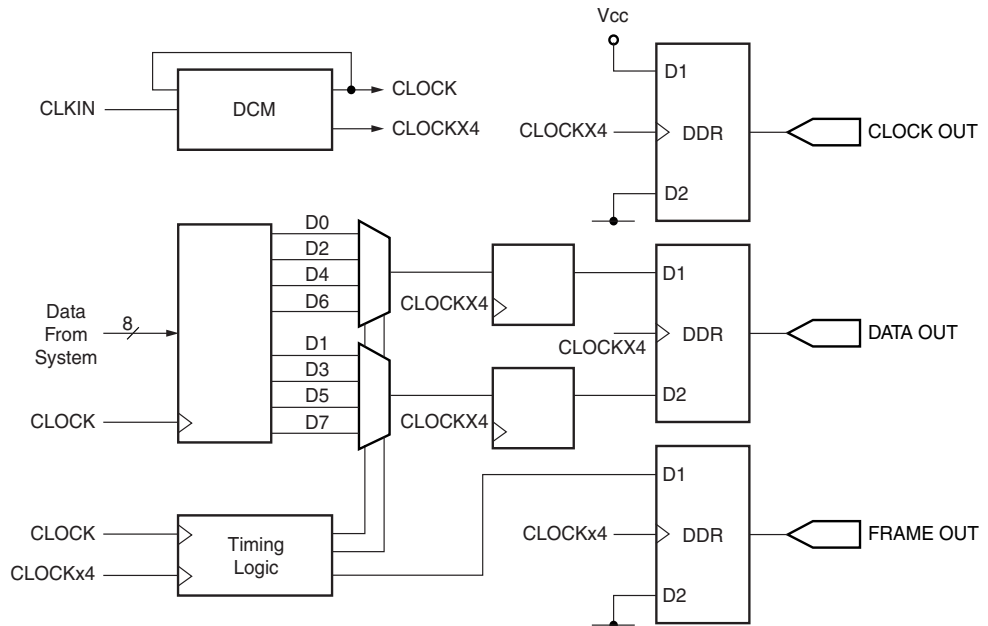 Vcc
D1
CLOCKX4
DDR
CLOCK OUT
D2
CLKIN
DCM
CLOCK
CLOCKX4
D0
D2
D4
D6
D1
D3
D5
D7
Data
From
System
8
CLOCK
CLOCKX4
CLOCKX4
D1
CLOCKX4
DDR
DATA OUT
D2
CLOCK
CLOCKx4
Timing
Logic
D1
CLOCKx4
DDR
FRAME OUT
D2